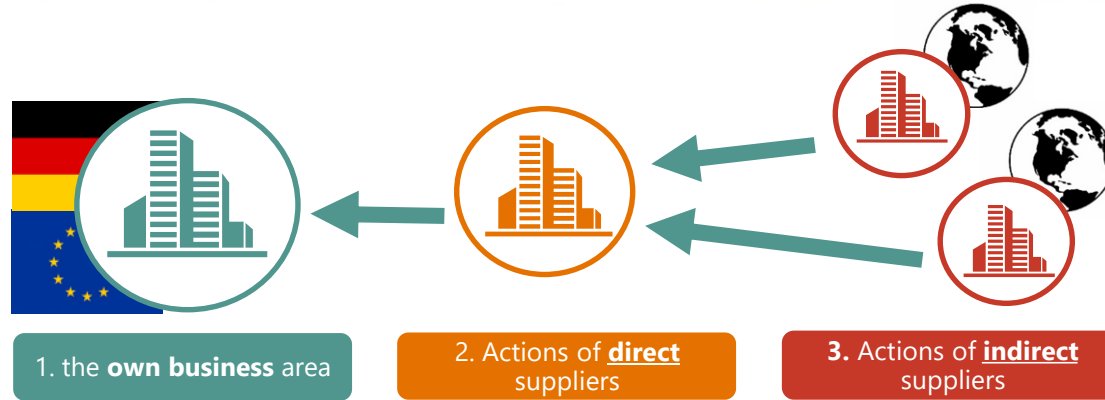 1. the own business area
2. Actions of direct
suppliers
3. Actions of indirect
suppliers